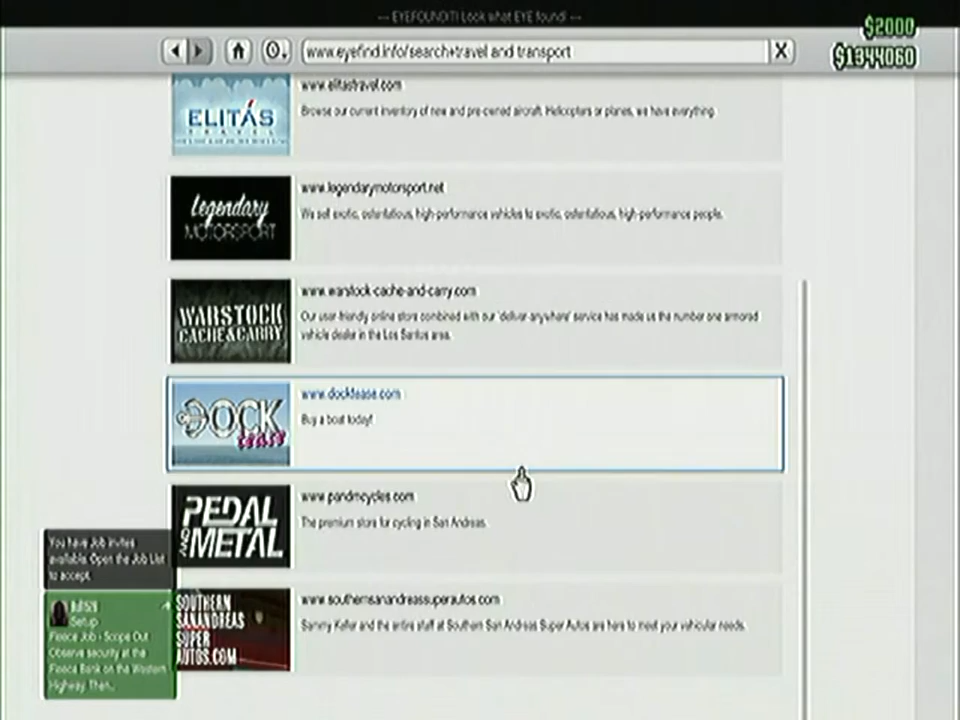 --- EYEFOUNDIT! Look what EYE found! ---
$2000
www.eyefind.info/search+travel and transport
X
$1344060
ELITÁS
TRAVEL
www.elitastravel.com
Browse our current inventory of new and pre-owned aircraft. Helicopters or planes, we have everything.
Legendary
MOTORSPORT
www.legendarymotorsport.net
We sell exotic, ostentatious, high-performance vehicles to exotic, ostentatious, high-performance people.
WARSTOCK
CACHE&CARRY
www.warstock-cache-and-carry.com
Our user-friendly online store combined with our 'deliver-anywhere' service has made us the number one armored
vehicle dealer in the Los Santos area.
DOCK
tease
www.docktease.com
Buy a boat today!
PEDAL
AND
METAL
www.pandmcycles.com
The premium store for cycling in San Andreas.
SOUTHERN
SANANDREAS
SUPER
AUTOS.COM
www.southernsanandreassuperautos.com
Sammy Keller and the entire staff at Southern San Andreas Super Autos are here to meet your vehicular needs.
You have Job invites
available. Open the Job List
to accept.
Setup
Fleeca Job - Scope Out
Observe security at the
Fleeca Bank on the Western
Highway. Then...